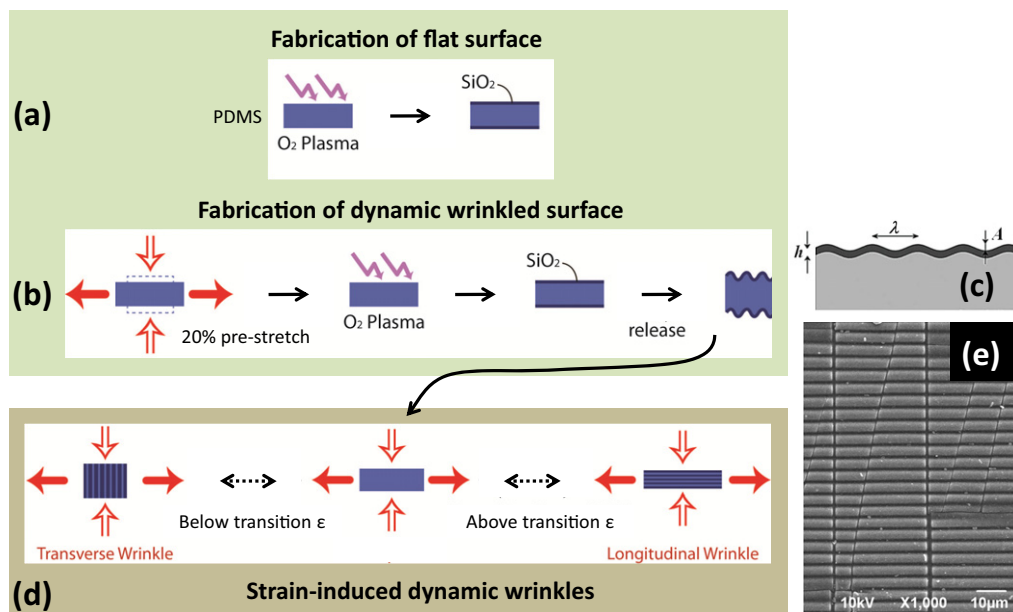 Fabrication of flat surface
(a)
PDMS
O₂ Plasma
SiO₂
Fabrication of dynamic wrinkled surface
(b)
20% pre-stretch
O₂ Plasma
SiO₂
release
λ
A
h
(c)
(e)
10kV X1,000 10μm
Below transition ε
Above transition ε
Transverse Wrinkle
Longitudinal Wrinkle
(d)
Strain-induced dynamic wrinkles